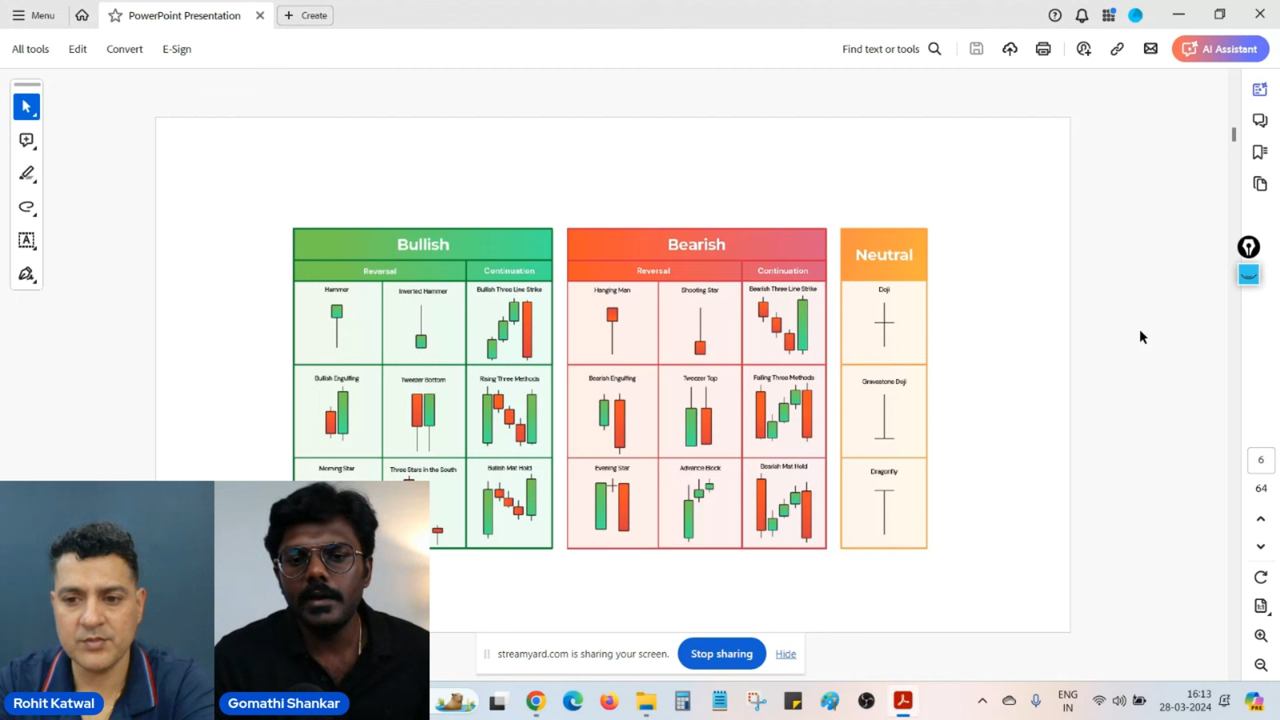 Menu
PowerPoint Presentation
Create
All tools
Edit
Convert
E-Sign
Find text or tools
AI Assistant
Bullish
Bearish
Neutral
Reversal
Continuation
Reversal
Continuation
Hammer
Inverted Hammer
Bullish Three Line Strike
Hanging Man
Shooting Star
Bearish Three Line Strike
Doji
Bullish Engulfing
Tweezer Bottom
Rising Three Methods
Bearish Engulfing
Tweezer Top
Falling Three Methods
Gravestone Doji
Morning Star
Three Stars in the South
Bullish Mat Hold
Evening Star
Advance Block
Bearish Mat Hold
Dragonfly
6
64
streamyard.com is sharing your screen.
Stop sharing
Hide
Rohit Katwal
Gomathi Shankar
ENG
IN
16:13
28-03-2024